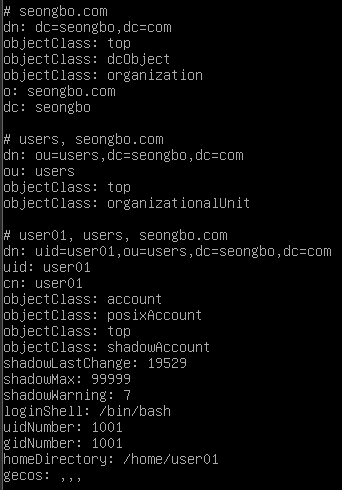 # seongbo.com
dn: dc=seongbo,dc=com
objectClass: top
objectClass: dcObject
objectClass: organization
o: seongbo.com
dc: seongbo

# users, seongbo.com
dn: ou=users,dc=seongbo,dc=com
ou: users
objectClass: top
objectClass: organizationalUnit

# user01, users, seongbo.com
dn: uid=user01,ou=users,dc=seongbo,dc=com
uid: user01
cn: user01
objectClass: account
objectClass: posixAccount
objectClass: top
objectClass: shadowAccount
shadowLastChange: 19529
shadowMax: 99999
shadowWarning: 7
loginShell: /bin/bash
uidNumber: 1001
gidNumber: 1001
homeDirectory: /home/user01
gecos: ,,,